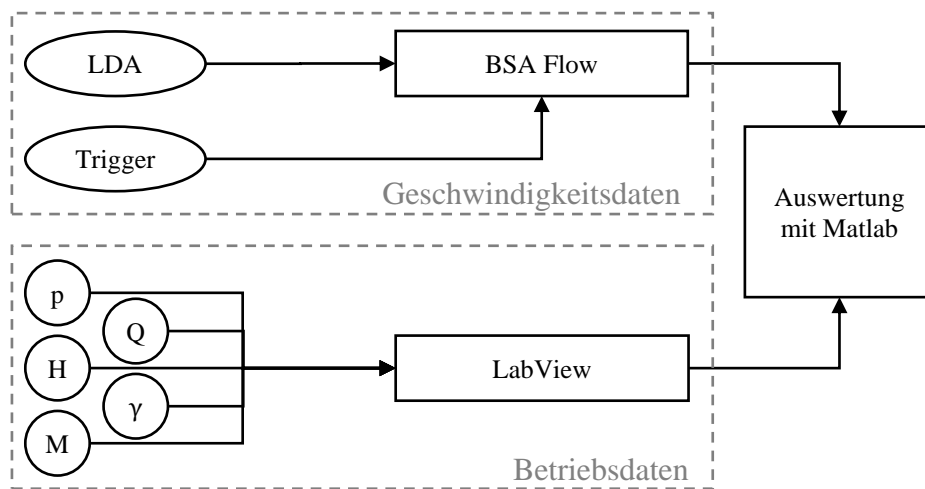 LDA
BSA Flow
Trigger
Geschwindigkeitsdaten
Auswertung
mit Matlab
p
Q
H
LabView
γ
M
Betriebsdaten